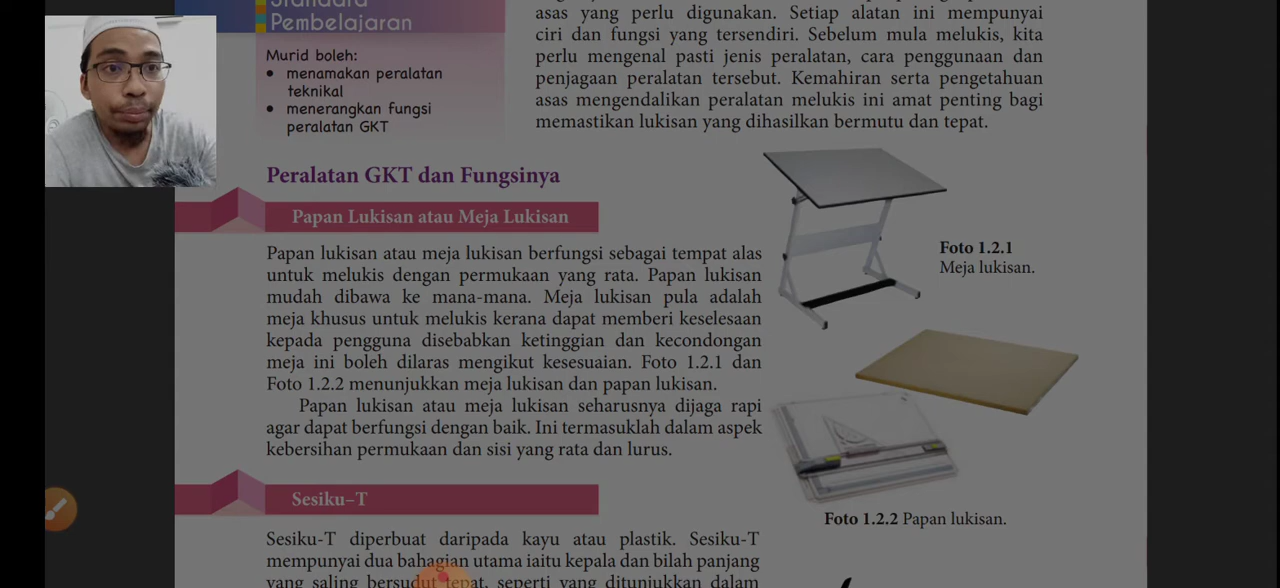 Standard
Pembelajaran
Murid boleh:
• menamakan peralatan
teknikal
• menerangkan fungsi
peralatan GKT
asas yang perlu digunakan. Setiap alatan ini mempunyai
ciri dan fungsi yang tersendiri. Sebelum mula melukis, kita
perlu mengenal pasti jenis peralatan, cara penggunaan dan
penjagaan peralatan tersebut. Kemahiran serta pengetahuan
asas mengendalikan peralatan melukis ini amat penting bagi
memastikan lukisan yang dihasilkan bermutu dan tepat.
Peralatan GKT dan Fungsinya
Papan Lukisan atau Meja Lukisan
Papan lukisan atau meja lukisan berfungsi sebagai tempat alas
untuk melukis dengan permukaan yang rata. Papan lukisan
mudah dibawa ke mana-mana. Meja lukisan pula adalah
meja khusus untuk melukis kerana dapat memberi keselesaan
kepada pengguna disebabkan ketinggian dan kecondongan
meja ini boleh dilaras mengikut kesesuaian. Foto 1.2.1 dan
Foto 1.2.2 menunjukkan meja lukisan dan papan lukisan.
Papan lukisan atau meja lukisan seharusnya dijaga rapi
agar dapat berfungsi dengan baik. Ini termasuklah dalam aspek
kebersihan permukaan dan sisi yang rata dan lurus.
Foto 1.2.1
Meja lukisan.
Foto 1.2.2 Papan lukisan.
Sesiku–T
Sesiku-T diperbuat daripada kayu atau plastik. Sesiku-T
mempunyai dua bahagian utama iaitu kepala dan bilah panjang
yang saling bersudut tepat, seperti yang ditunjukkan dalam